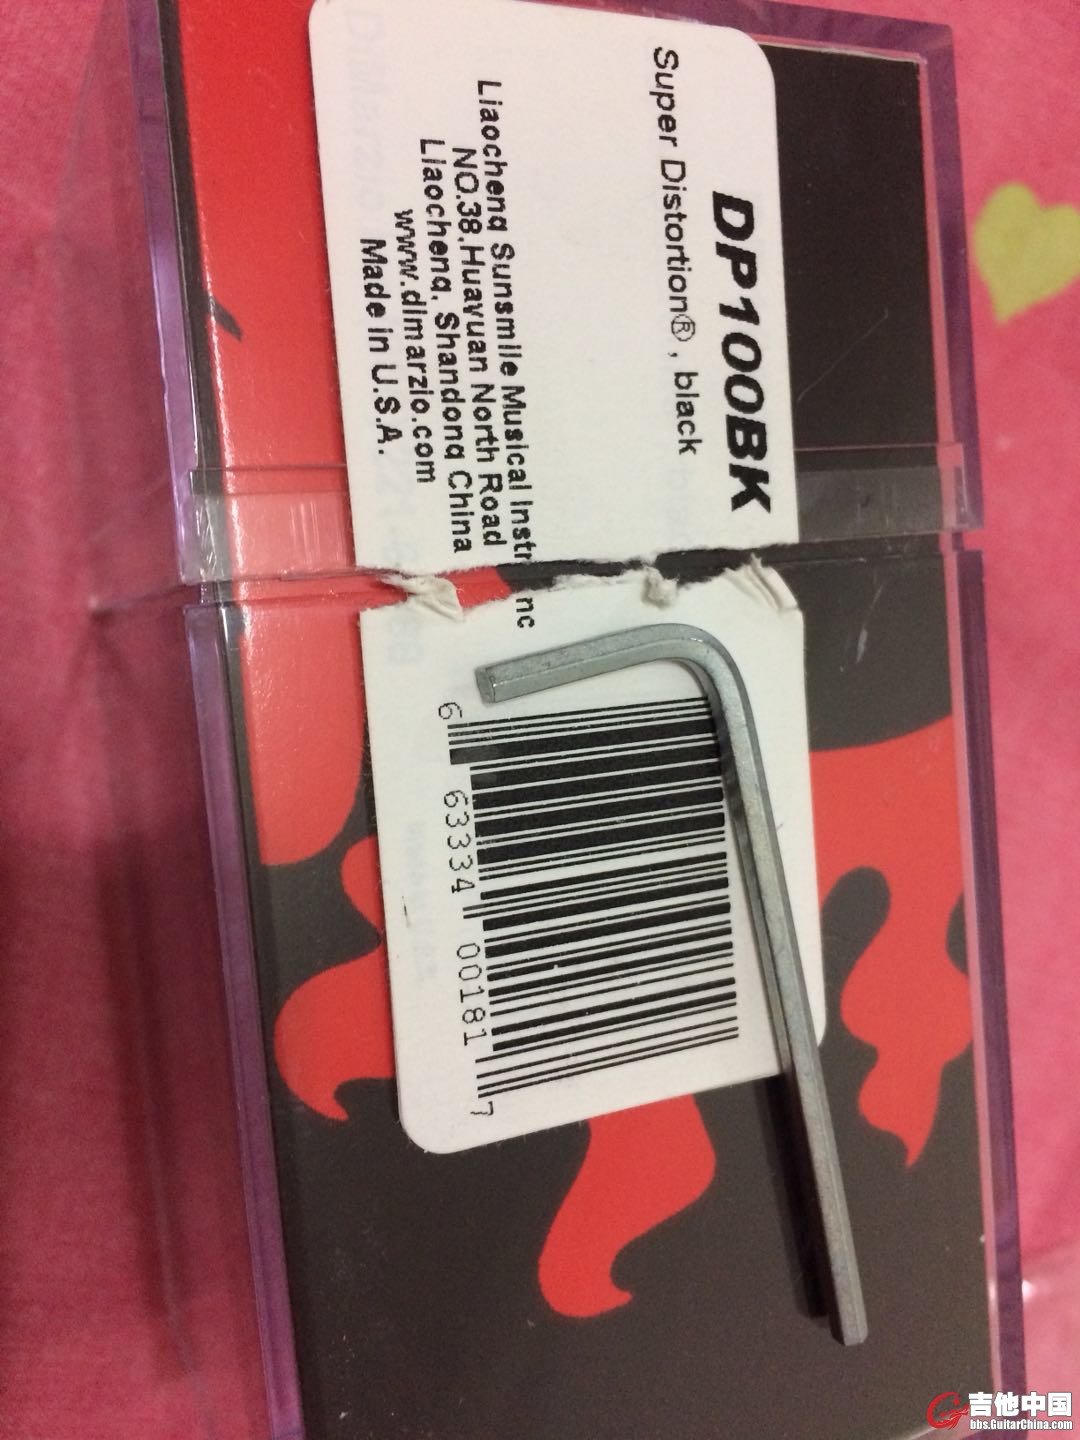 DP100BK
Super Distortion®, black
Liaocheng Sunsmile Musical Instr nc
NO.38.Huayuan North Road
Liaocheng, Shandong China
www.dimarzio.com
Made in U.S.A.
6 63334 00181 7
吉他中国
bbs.GuitarChina.com